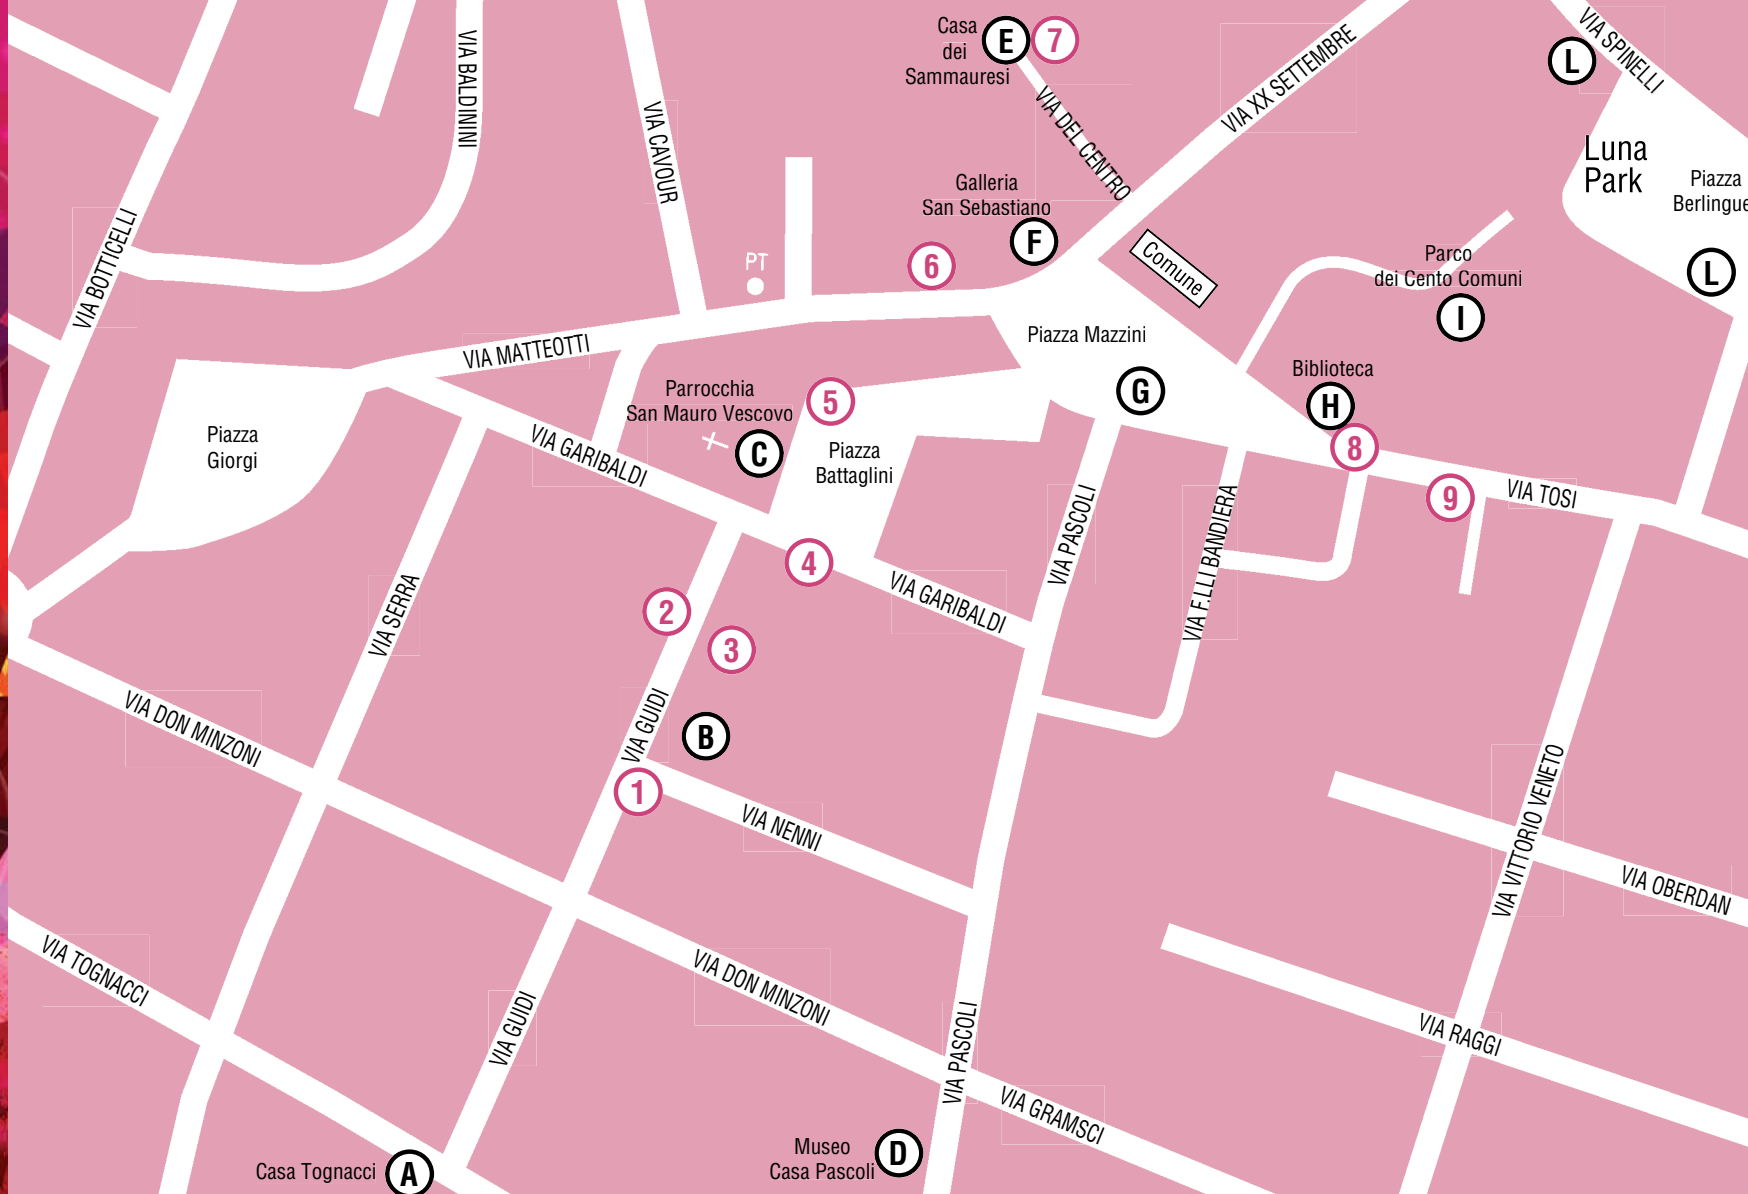 Casa
dei
Sammauresi
E
7
VIA SPINELLI
L
VIA BALDININI
VIA XX SETTEMBRE
VIA CAVOUR
VIA DEL CENTRO
Luna
Park
Piazza
Berlingue
Galleria
San Sebastiano
F
VIA BOTTICELLI
PT
6
Comune
Parco
dei Cento Comuni
I
L
Piazza Mazzini
VIA MATTEOTTI
Parrocchia
San Mauro Vescovo
C
5
G
Biblioteca
H
8
Piazza
Giorgi
VIA GARIBALDI
Piazza
Battaglini
9
VIA TOSI
VIA PASCOLI
VIA F.LLI BANDIERA
4
VIA GARIBALDI
VIA SERRA
2
3
VIA GUIDI
B
VIA DON MINZONI
1
VIA NENNI
VIA VITTORIO VENETO
VIA OBERDAN
VIA TOGNACCI
VIA DON MINZONI
VIA GUIDI
VIA PASCOLI
VIA RAGGI
VIA GRAMSCI
Casa Tognacci
A
Museo
Casa Pascoli
D